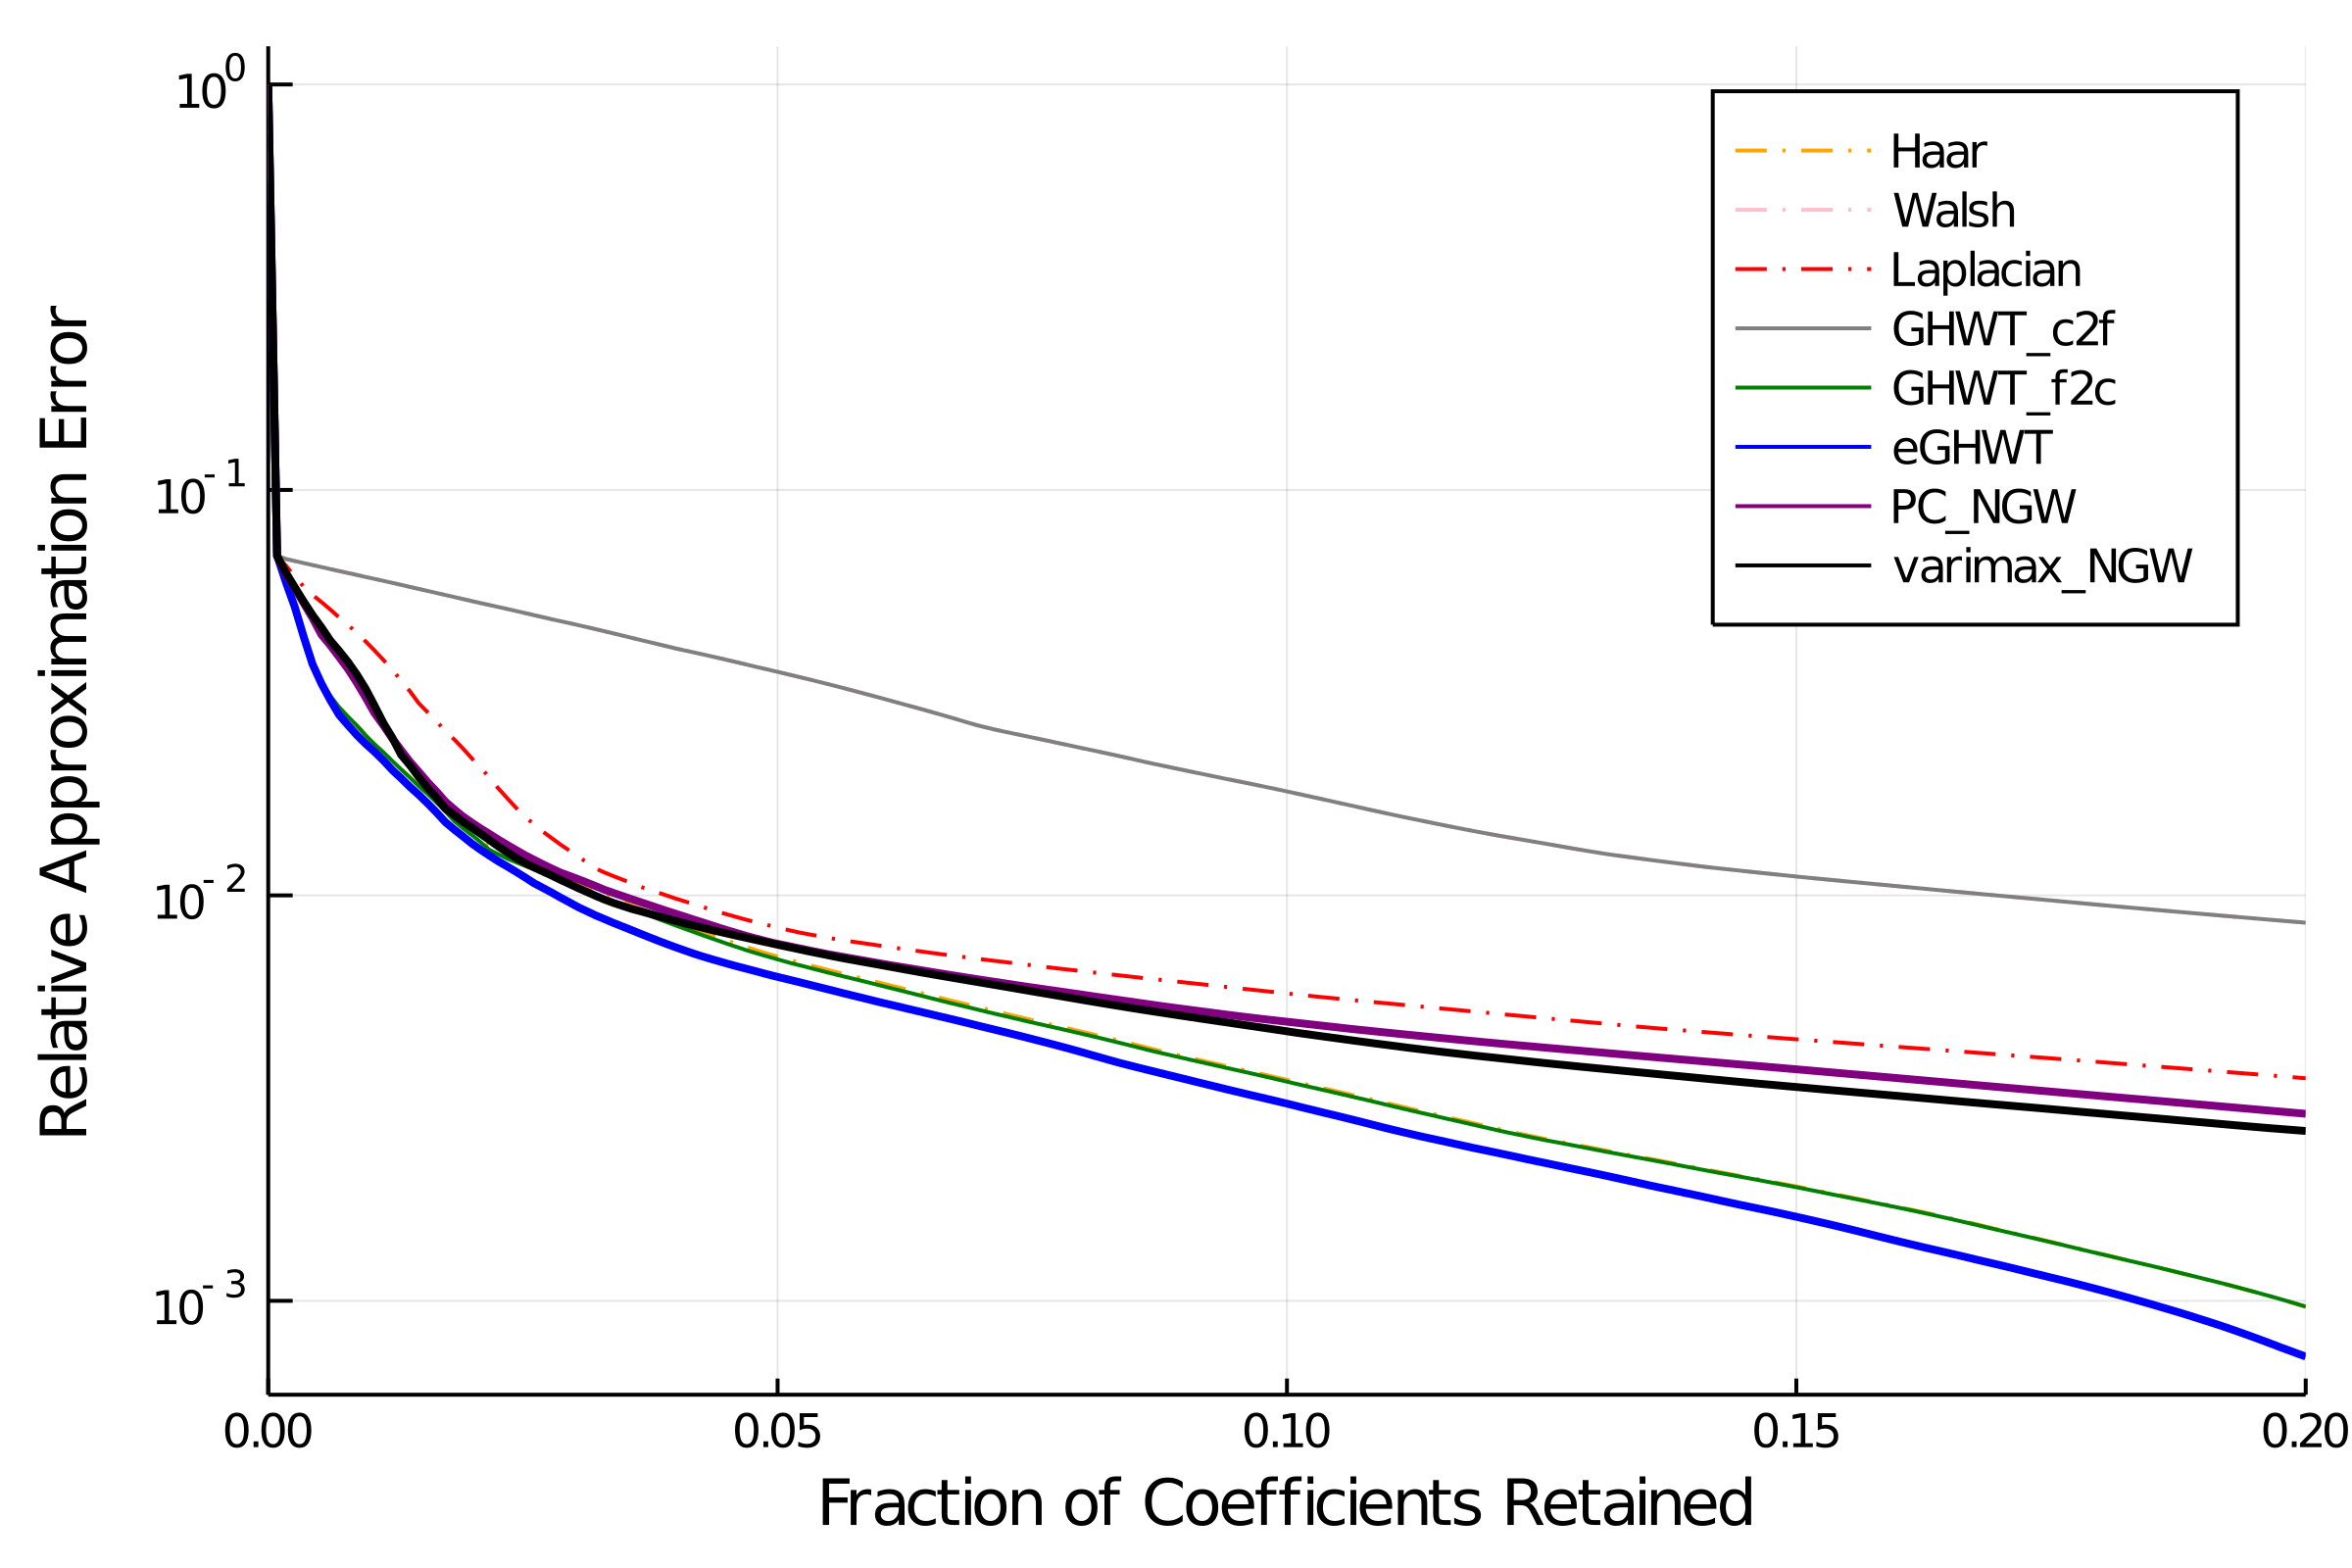 10^0
10^-1
10^-2
10^-3
Relative Approximation Error
Haar
Walsh
Laplacian
GHWT_c2f
GHWT_f2c
eGHWT
PC_NGW
varimax_NGW
0.00 0.05 0.10 0.15 0.20
Fraction of Coefficients Retained